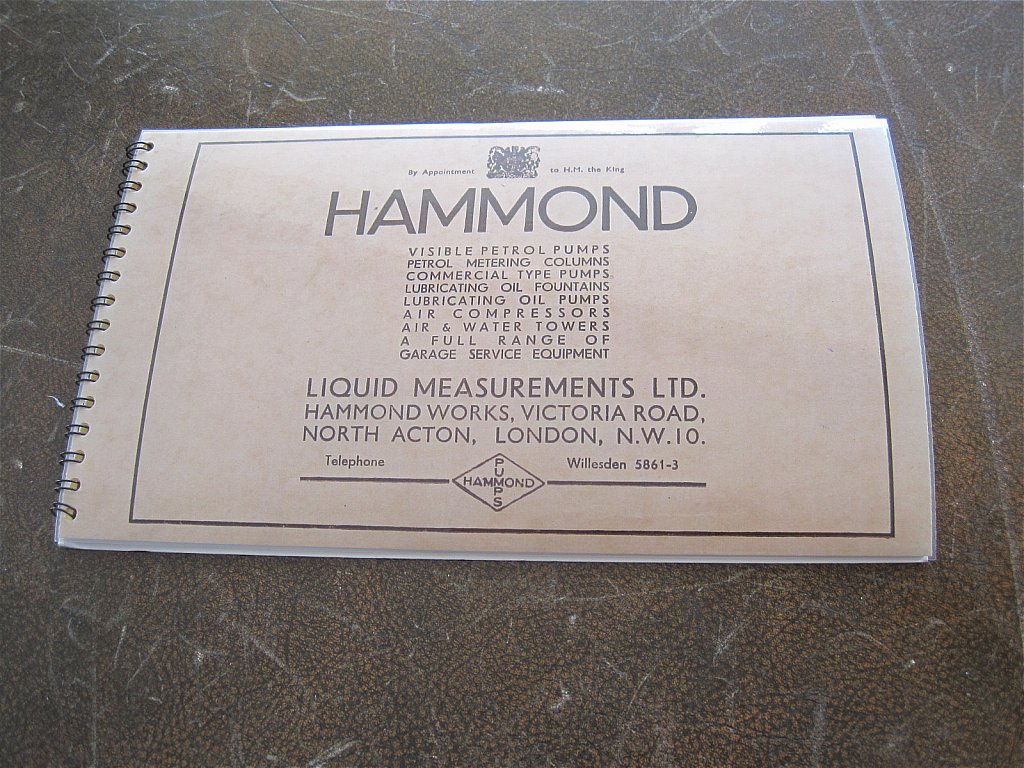 By Appointment to H.M. the King
HAMMOND
VISIBLE PETROL PUMPS
PETROL METERING COLUMNS
COMMERCIAL TYPE PUMPS
LUBRICATING OIL FOUNTAINS
LUBRICATING OIL PUMPS
AIR COMPRESSORS
AIR & WATER TOWERS
A FULL RANGE OF
GARAGE SERVICE EQUIPMENT
LIQUID MEASUREMENTS LTD.
HAMMOND WORKS, VICTORIA ROAD,
NORTH ACTON, LONDON, N.W.10.
Telephone Willesden 5861-3
PUMPS
HAMMOND